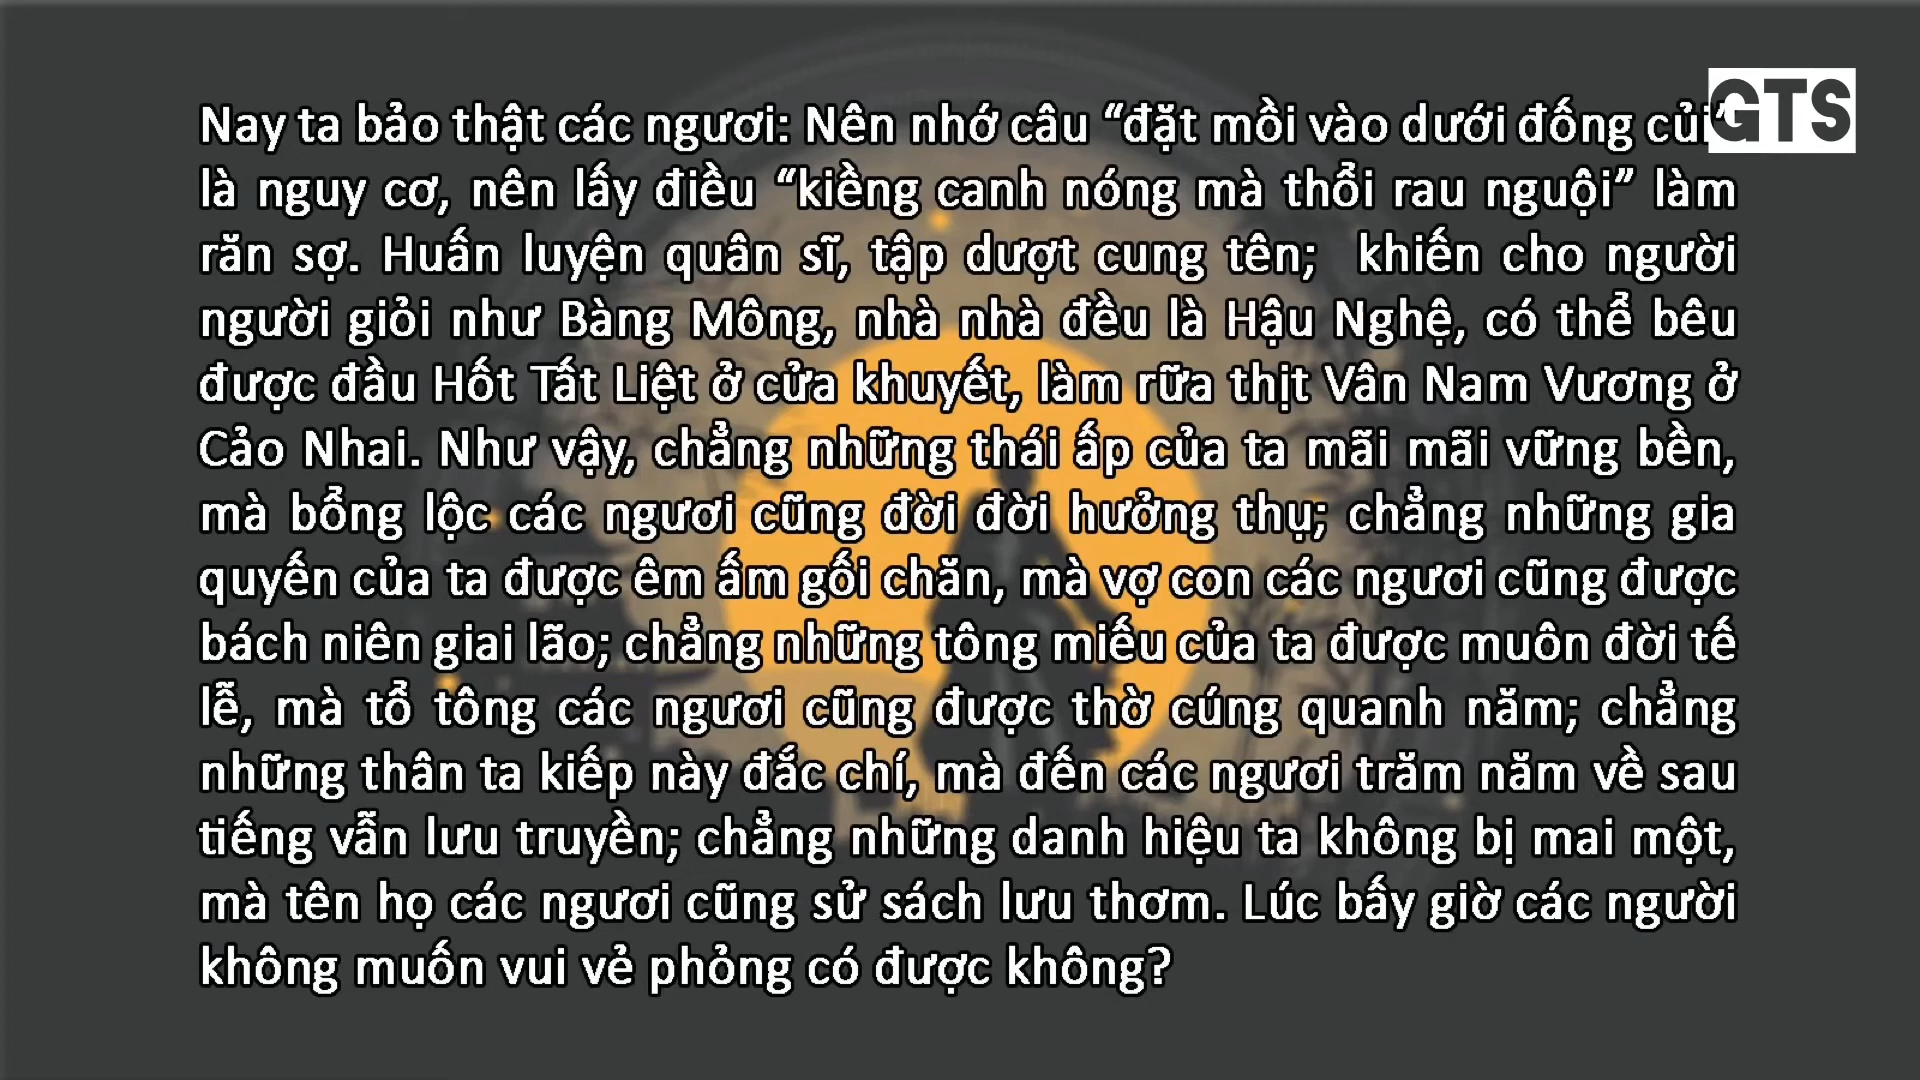 Nay ta bảo thật các ngươi: Nên nhớ câu “đặt mồi vào dưới đống củi”
GTS
là nguy cơ, nên lấy điều “kiềng canh nóng mà thổi rau nguội” làm
răn sợ. Huấn luyện quân sĩ, tập dượt cung tên; khiến cho người
người giỏi như Bàng Mông, nhà nhà đều là Hậu Nghệ, có thể bêu
được đầu Hốt Tất Liệt ở cửa khuyết, làm rữa thịt Vân Nam Vương ở
Cảo Nhai. Như vậy, chẳng những thái ấp của ta mãi mãi vững bền,
mà bổng lộc các ngươi cũng đời đời hưởng thụ; chẳng những gia
quyến của ta được êm ấm gối chăn, mà vợ con các ngươi cũng được
bách niên giai lão; chẳng những tông miếu của ta được muôn đời tế
lễ, mà tổ tông các ngươi cũng được thờ cúng quanh năm; chẳng
những thân ta kiếp này đắc chí, mà đến các ngươi trăm năm về sau
tiếng vẫn lưu truyền; chẳng những danh hiệu ta không bị mai một,
mà tên họ các ngươi cũng sử sách lưu thơm. Lúc bấy giờ các người
không muốn vui vẻ phỏng có được không?